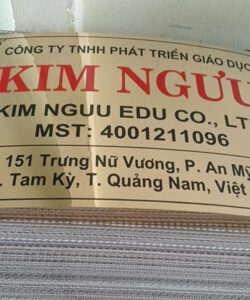 CÔNG TY TNHH PHÁT TRIỂN GIÁO DỤC
KIM NGƯU
KIM NGUU EDU CO., LT
MST: 4001211096
151 Trưng Nữ Vương, P. An Mỹ
. Tam Kỳ, T. Quảng Nam, Việt